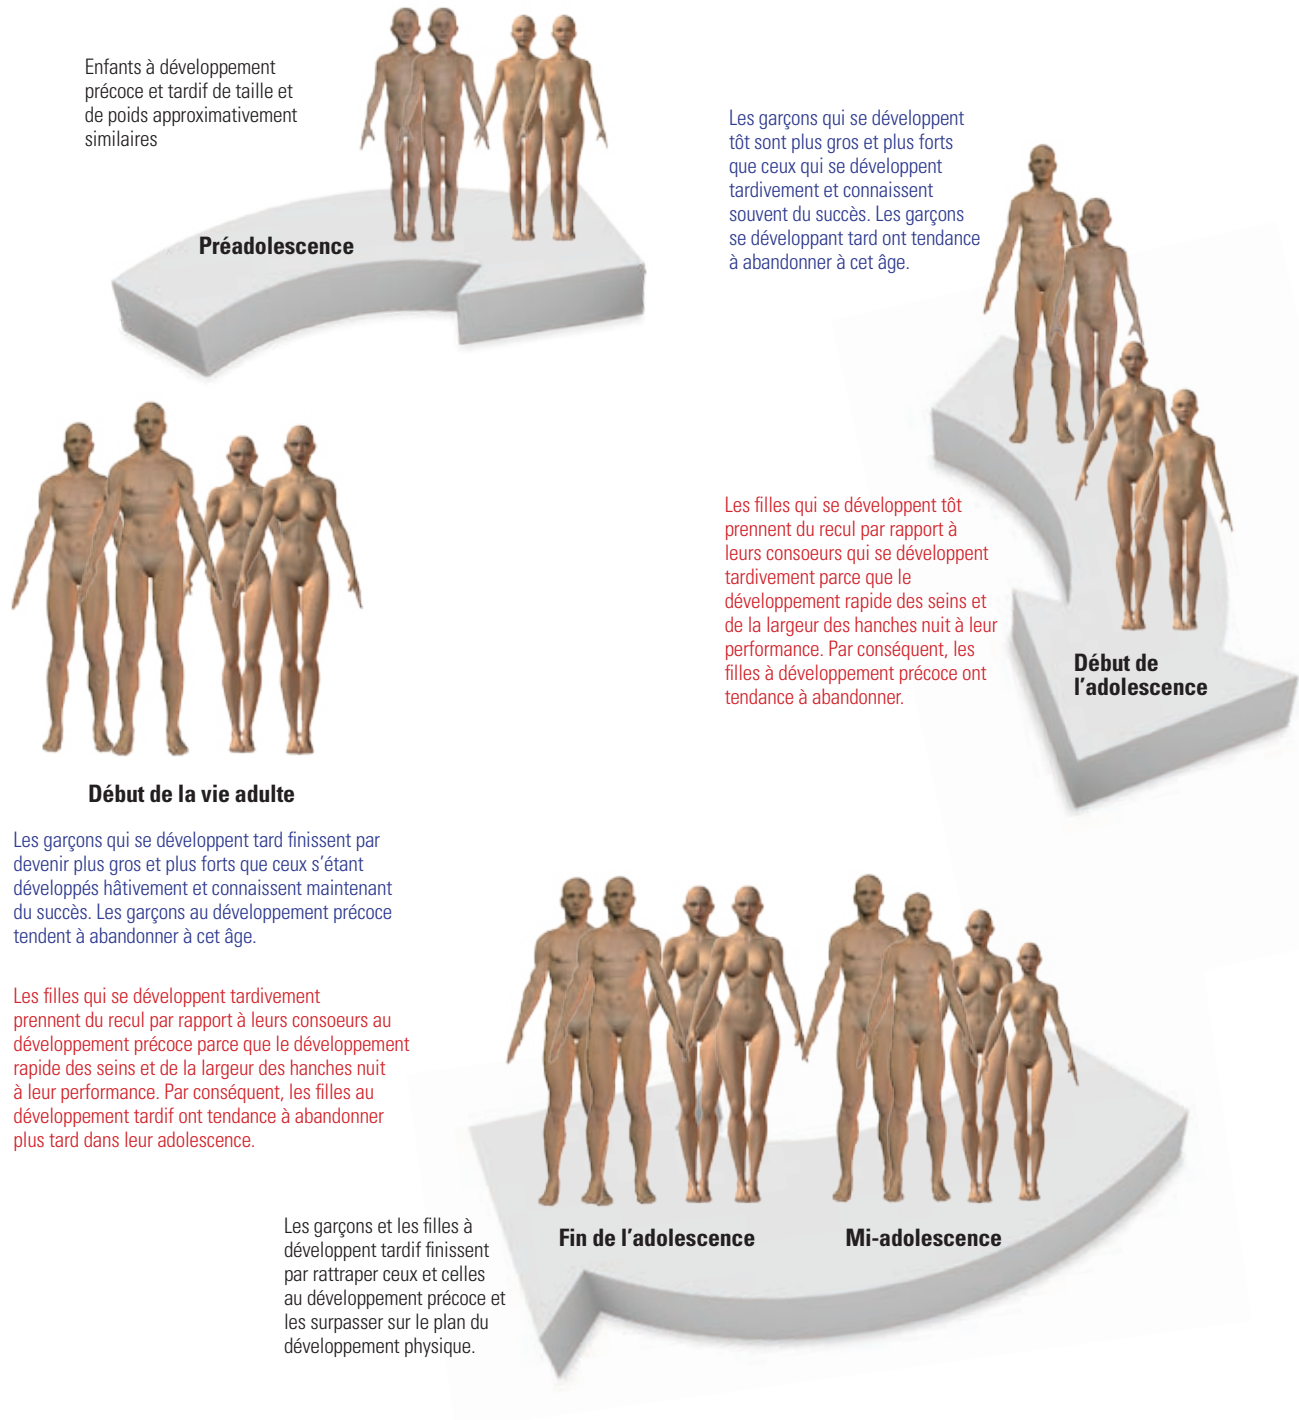 Enfants à développement
précoce et tardif de taille et
de poids approximativement
similaires
Préadolescence
Les garçons qui se développent
tôt sont plus gros et plus forts
que ceux qui se développent
tardivement et connaissent
souvent du succès. Les garçons
se développant tard ont tendance
à abandonner à cet âge.
Les filles qui se développent tôt
prennent du recul par rapport à
leurs consoeurs qui se développent
tardivement parce que le
développement rapide des seins et
de la largeur des hanches nuit à leur
performance. Par conséquent, les
filles à développement précoce ont
tendance à abandonner.
Début de
l'adolescence
Début de la vie adulte
Les garçons qui se développent tard finissent par
devenir plus gros et plus forts que ceux s'étant
développés hâtivement et connaissent maintenant
du succès. Les garçons au développement précoce
tendent à abandonner à cet âge.
Les filles qui se développent tardivement
prennent du recul par rapport à leurs consoeurs au
développement précoce parce que le développement
rapide des seins et de la largeur des hanches nuit
à leur performance. Par conséquent, les filles au
développement tardif ont tendance à abandonner
plus tard dans leur adolescence.
Les garçons et les filles à
développent tardif finissent
par rattraper ceux et celles
au développement précoce et
les surpasser sur le plan du
développement physique.
Fin de l'adolescence
Mi-adolescence